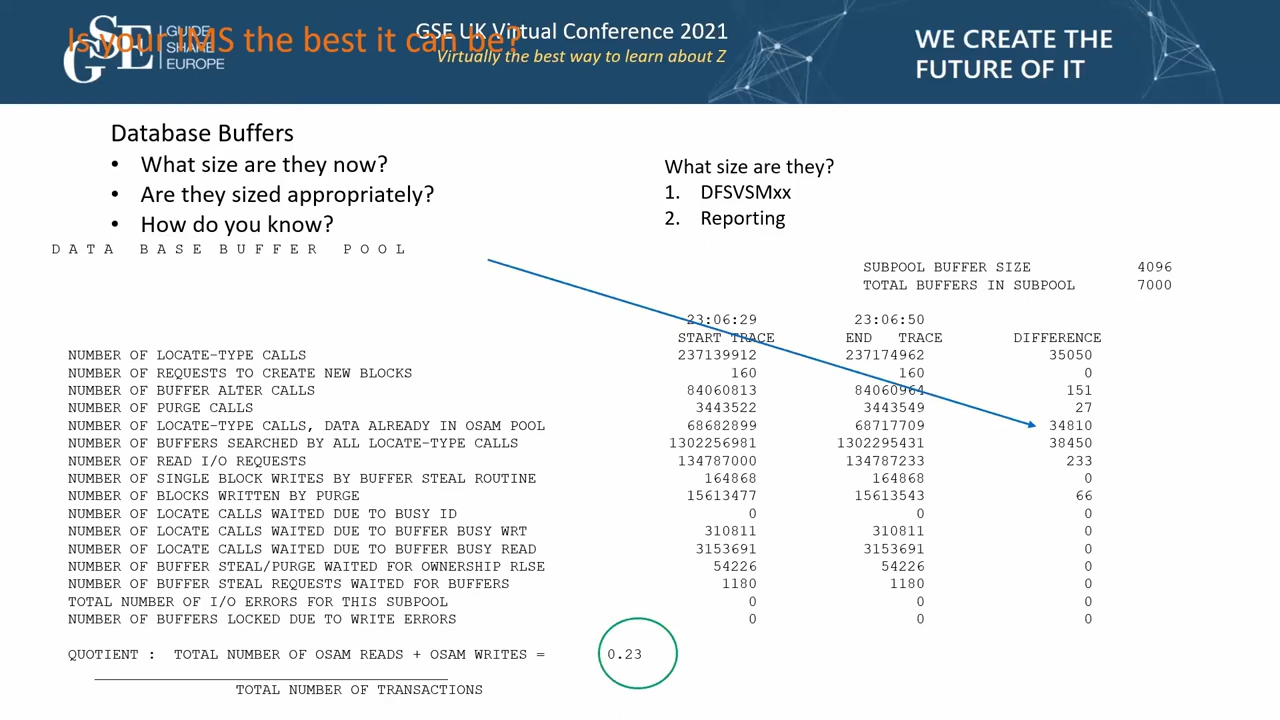 Is your IMS the best it can be?
GSE
GUIDE
SHARE
EUROPE
GSE UK Virtual Conference 2021
Virtually the best way to learn about Z
WE CREATE THE
FUTURE OF IT
Database Buffers
• What size are they now?
• Are they sized appropriately?
• How do you know?
What size are they?
1. DFSVSMxx
2. Reporting
D A T A   B A S E  B U F F E R   P O O L
SUBPOOL BUFFER SIZE 4096
TOTAL BUFFERS IN SUBPOOL 7000
23:06:29 23:06:50
START TRACE END TRACE DIFFERENCE
NUMBER OF LOCATE-TYPE CALLS 237139912 237174962 35050
NUMBER OF REQUESTS TO CREATE NEW BLOCKS 160 160 0
NUMBER OF BUFFER ALTER CALLS 84060813 84060964 151
NUMBER OF PURGE CALLS 3443522 3443549 27
NUMBER OF LOCATE-TYPE CALLS, DATA ALREADY IN OSAM POOL 68682899 68717709 34810
NUMBER OF BUFFERS SEARCHED BY ALL LOCATE-TYPE CALLS 1302256981 1302295431 38450
NUMBER OF READ I/O REQUESTS 134787000 134787233 233
NUMBER OF SINGLE BLOCK WRITES BY BUFFER STEAL ROUTINE 164868 164868 0
NUMBER OF BLOCKS WRITTEN BY PURGE 15613477 15613543 66
NUMBER OF LOCATE CALLS WAITED DUE TO BUSY ID 0 0 0
NUMBER OF LOCATE CALLS WAITED DUE TO BUFFER BUSY WRT 310811 310811 0
NUMBER OF LOCATE CALLS WAITED DUE TO BUFFER BUSY READ 3153691 3153691 0
NUMBER OF BUFFER STEAL/PURGE WAITED FOR OWNERSHIP RLSE 54226 54226 0
NUMBER OF BUFFER STEAL REQUESTS WAITED FOR BUFFERS 1180 1180 0
TOTAL NUMBER OF I/O ERRORS FOR THIS SUBPOOL 0 0 0
NUMBER OF BUFFERS LOCKED DUE TO WRITE ERRORS 0 0 0
QUOTIENT : TOTAL NUMBER OF OSAM READS + OSAM WRITES = 0.23
TOTAL NUMBER OF TRANSACTIONS